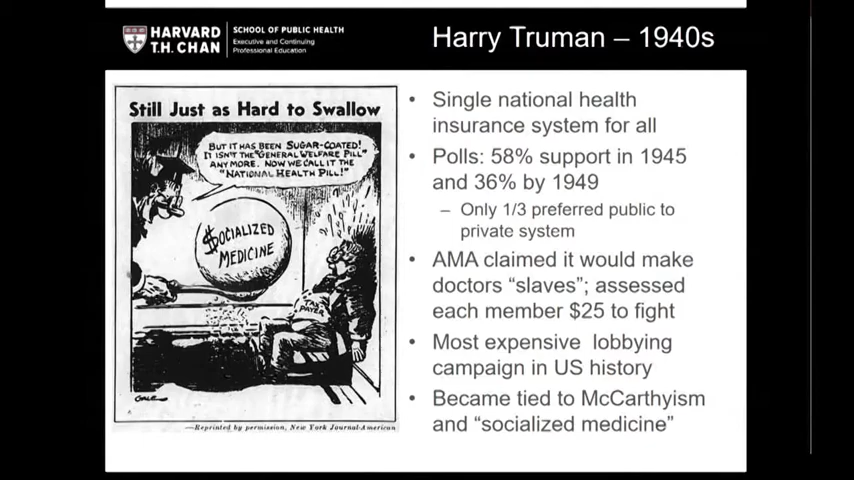 HARVARD
T.H. CHAN
SCHOOL OF PUBLIC HEALTH
Executive and Continuing
Professional Education
Harry Truman – 1940s
Still Just as Hard to Swallow
BUT IT HAS BEEN SUGAR-COATED!
IT ISN'T THE "GENERAL WELFARE PILL"
ANY MORE. NOW WE CALL IT THE
"NATIONAL HEALTH PILL!"
$OCIALIZED
MEDICINE
TAX
PAYER
—Reprinted by permission, New York Journal-American
• Single national health
insurance system for all
• Polls: 58% support in 1945
and 36% by 1949
– Only 1/3 preferred public to
private system
• AMA claimed it would make
doctors “slaves”; assessed
each member $25 to fight
• Most expensive lobbying
campaign in US history
• Became tied to McCarthyism
and “socialized medicine”